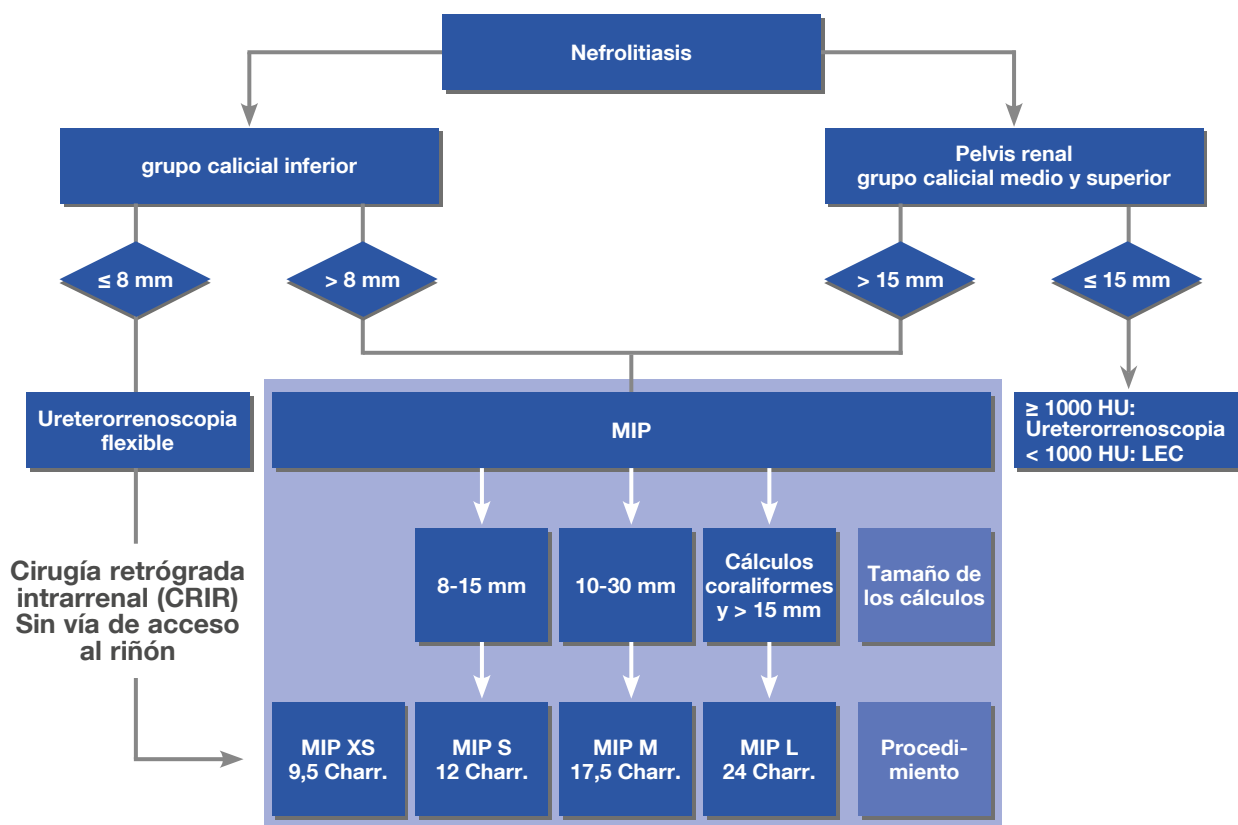 Nefrolitiasis
grupo calicial inferior
Pelvis renal
grupo calicial medio y superior
≤ 8 mm
> 8 mm
> 15 mm
≤ 15 mm
Ureterorrenoscopia
flexible
MIP
≥ 1000 HU:
Ureterorrenoscopia
< 1000 HU: LEC
Cirugía retrógrada
intrarrenal (CRIR)
Sin vía de acceso
al riñón
8-15 mm
10-30 mm
Cálculos
coraliformes
y > 15 mm
Tamaño de
los cálculos
MIP XS
9,5 Charr.
MIP S
12 Charr.
MIP M
17,5 Charr.
MIP L
24 Charr.
Procedi-
miento